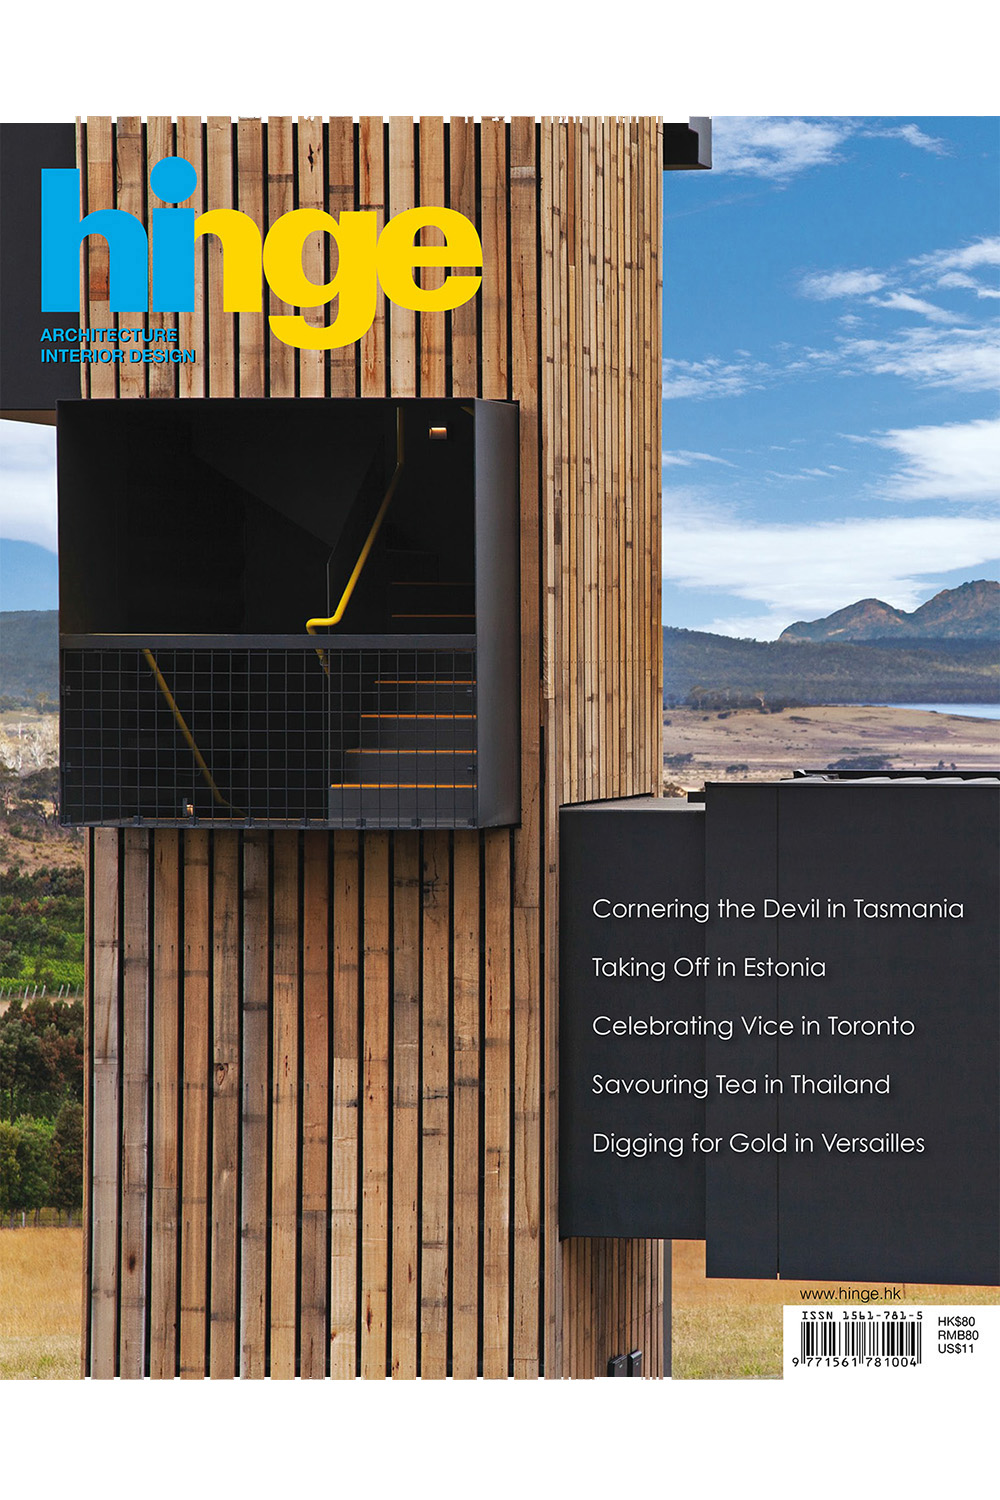 hinge
ARCHITECTURE
INTERIOR DESIGN
Cornering the Devil in Tasmania
Taking Off in Estonia
Celebrating Vice in Toronto
Savouring Tea in Thailand
Digging for Gold in Versailles
www.hinge.hk
ISSN 1561-781-5
9 771561 781004
HK$80
RMB80
US$11